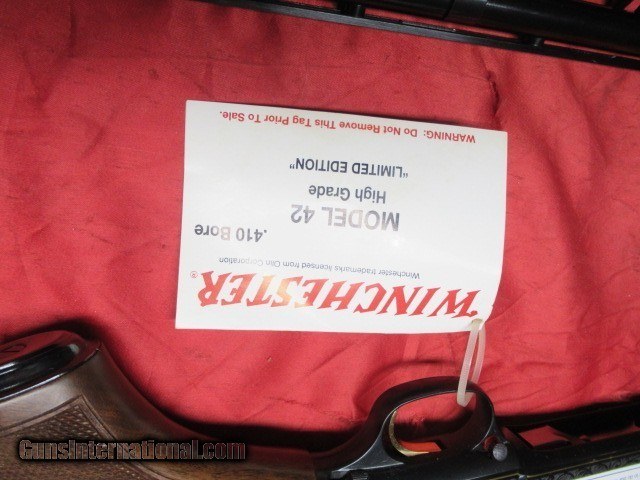 WINCHESTER®
Winchester trademarks licensed from Olin Corporation
.410 Bore
MODEL 42
High Grade
"LIMITED EDITION"
WARNING: Do Not Remove This Tag Prior To Sale.
GunsInternational.com